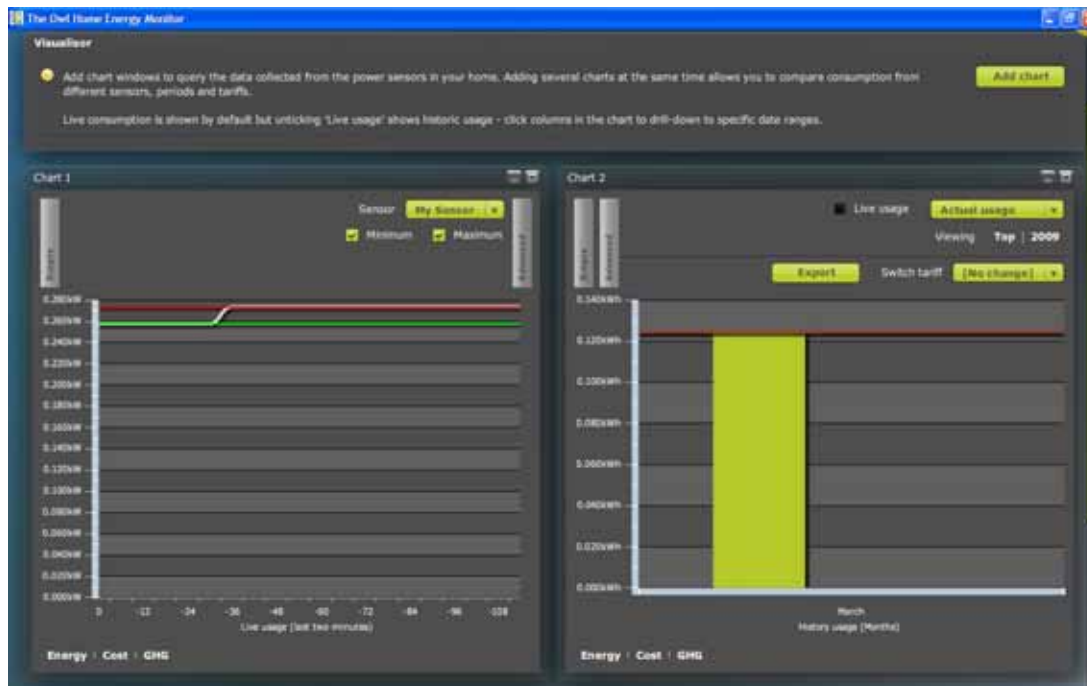 The Owl Home Energy Monitor
Visualiser
Add chart windows to query the data collected from the power sensors in your home. Adding several charts at the same time allows you to compare consumption from
different sensors, periods and tariffs.
Add chart
Live consumption is shown by default but unticking 'Live usage' shows historic usage - click columns in the chart to drill-down to specific date ranges.
Chart 1
Sensor My Sensor
Minimum Maximum
Advanced
0.280kW
0.260kW
0.240kW
0.220kW
0.200kW
0.180kW
0.160kW
0.140kW
0.120kW
0.100kW
0.080kW
0.060kW
0.040kW
0.020kW
0.000kW
0 -12 -24 -36 -48 -60 -72 -84 -96 -108
Live usage (last two minutes)
Energy | Cost | GHG
Chart 2
Live usage Actual usage
Viewing Top | 2009
Advanced
Export Switch tariff [No change]
0.140kWh
0.120kWh
0.100kWh
0.080kWh
0.060kWh
0.040kWh
0.020kWh
0.000kWh
March
History usage (Months)
Energy | Cost | GHG